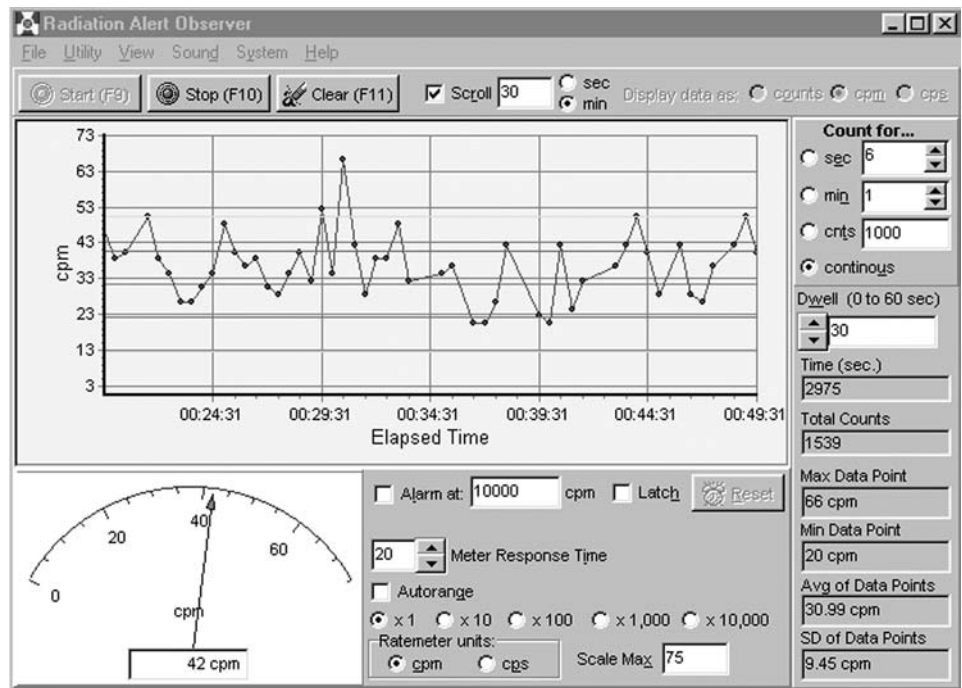 Radiation Alert Observer
File Utility View Sound System Help
Start (F9) Stop (F10) Clear (F11) Scroll 30 sec min Display data as: counts cpm cps
73
63
53
43
33
23
13
3
cpm
00:24:31 00:29:31 00:34:31 00:39:31 00:44:31 00:49:31
Elapsed Time
Count for...
sec 6
min 1
cnts 1000
continous
Dwell (0 to 60 sec)
30
Time (sec.)
2975
Total Counts
1539
Max Data Point
66 cpm
Min Data Point
20 cpm
Avg of Data Points
30.99 cpm
SD of Data Points
9.45 cpm
0 20 40 60
cpm
42 cpm
Alarm at: 10000 cpm Latch Reset
20 Meter Response Time
Autorange
x 1 x 10 x 100 x 1,000 x 10,000
Ratemeter units:
cpm cps
Scale Max 75